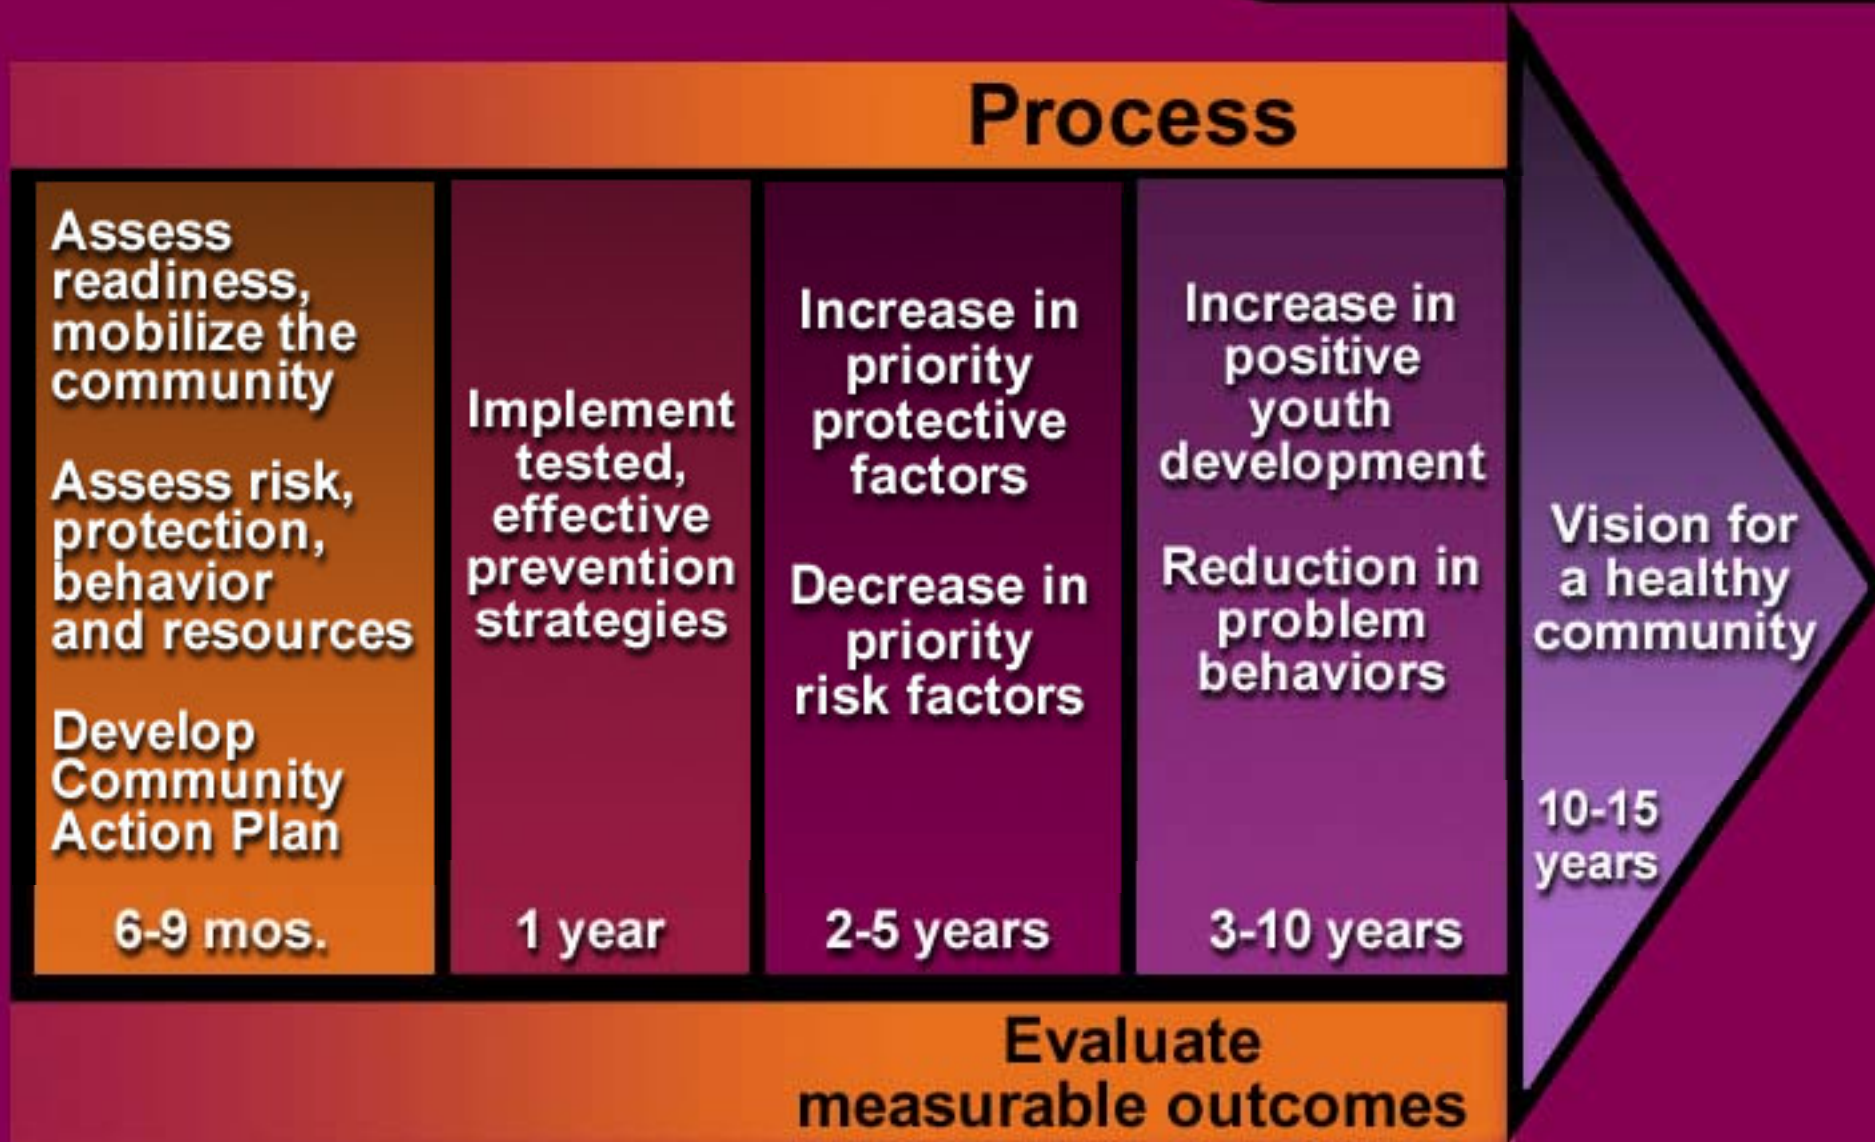 Process
Assess
readiness,
mobilize the
community
Assess risk,
protection,
behavior
and resources
Develop
Community
Action Plan
6-9 mos.
Implement
tested,
effective
prevention
strategies
1 year
Increase in
priority
protective
factors
Decrease in
priority
risk factors
2-5 years
Increase in
positive
youth
development
Reduction in
problem
behaviors
3-10 years
Vision for
a healthy
community
10-15
years
Evaluate
measurable outcomes